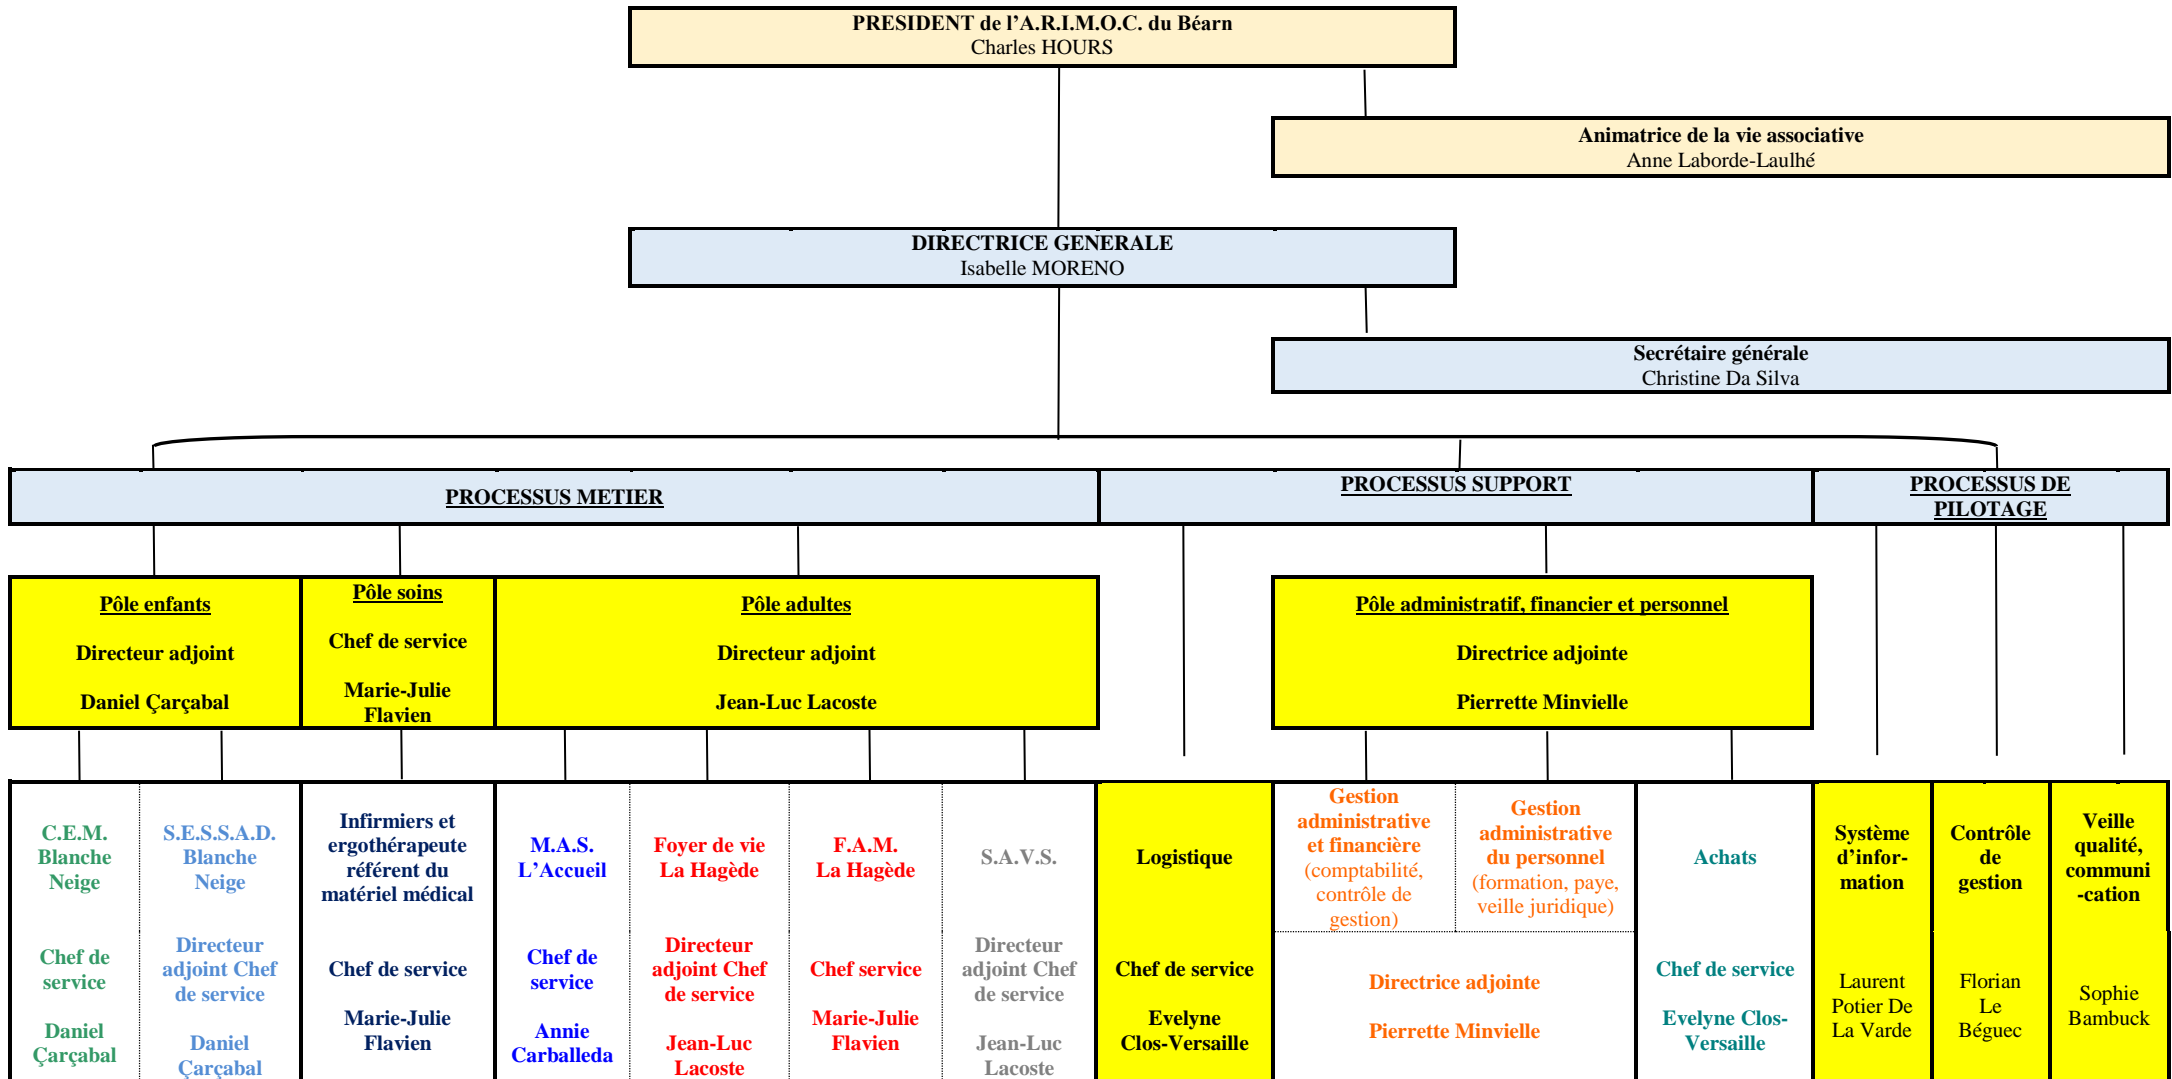 PRESIDENT de l'A.R.I.M.O.C. du Béarn
Charles HOURS
Animatrice de la vie associative
Anne Laborde-Laulhé
DIRECTRICE GENERALE
Isabelle MORENO
Secrétaire générale
Christine Da Silva
PROCESSUS METIER
PROCESSUS SUPPORT
PROCESSUS DE
PILOTAGE
Pôle enfants
Directeur adjoint
Daniel Çarçabal
Pôle soins
Chef de service
Marie-Julie
Flavien
Pôle adultes
Directeur adjoint
Jean-Luc Lacoste
Pôle administratif, financier et personnel
Directrice adjointe
Pierrette Minvielle
C.E.M.
Blanche
Neige
Chef de
service
Daniel
Çarçabal
S.E.S.S.A.D.
Blanche
Neige
Directeur
adjoint Chef
de service
Daniel
Çarçabal
Infirmiers et
ergothérapeute
référent du
matériel médical
Chef de service
Marie-Julie
Flavien
M.A.S.
L'Accueil
Chef de
service
Annie
Carballeda
Foyer de vie
La Hagède
Directeur
adjoint Chef
de service
Jean-Luc
Lacoste
F.A.M.
La Hagède
Chef service
Marie-Julie
Flavien
S.A.V.S.
Directeur
adjoint Chef
de service
Jean-Luc
Lacoste
Logistique
Chef de service
Evelyne
Clos-Versaille
Gestion
administrative
et financière
(comptabilité,
contrôle de
gestion)
Gestion
administrative
du personnel
(formation, paye,
veille juridique)
Directrice adjointe
Pierrette Minvielle
Achats
Chef de service
Evelyne Clos-
Versaille
Système
d'infor-
mation
Laurent
Potier De
La Varde
Contrôle
de
gestion
Florian
Le
Béguec
Veille
qualité,
communi
-cation
Sophie
Bambuck